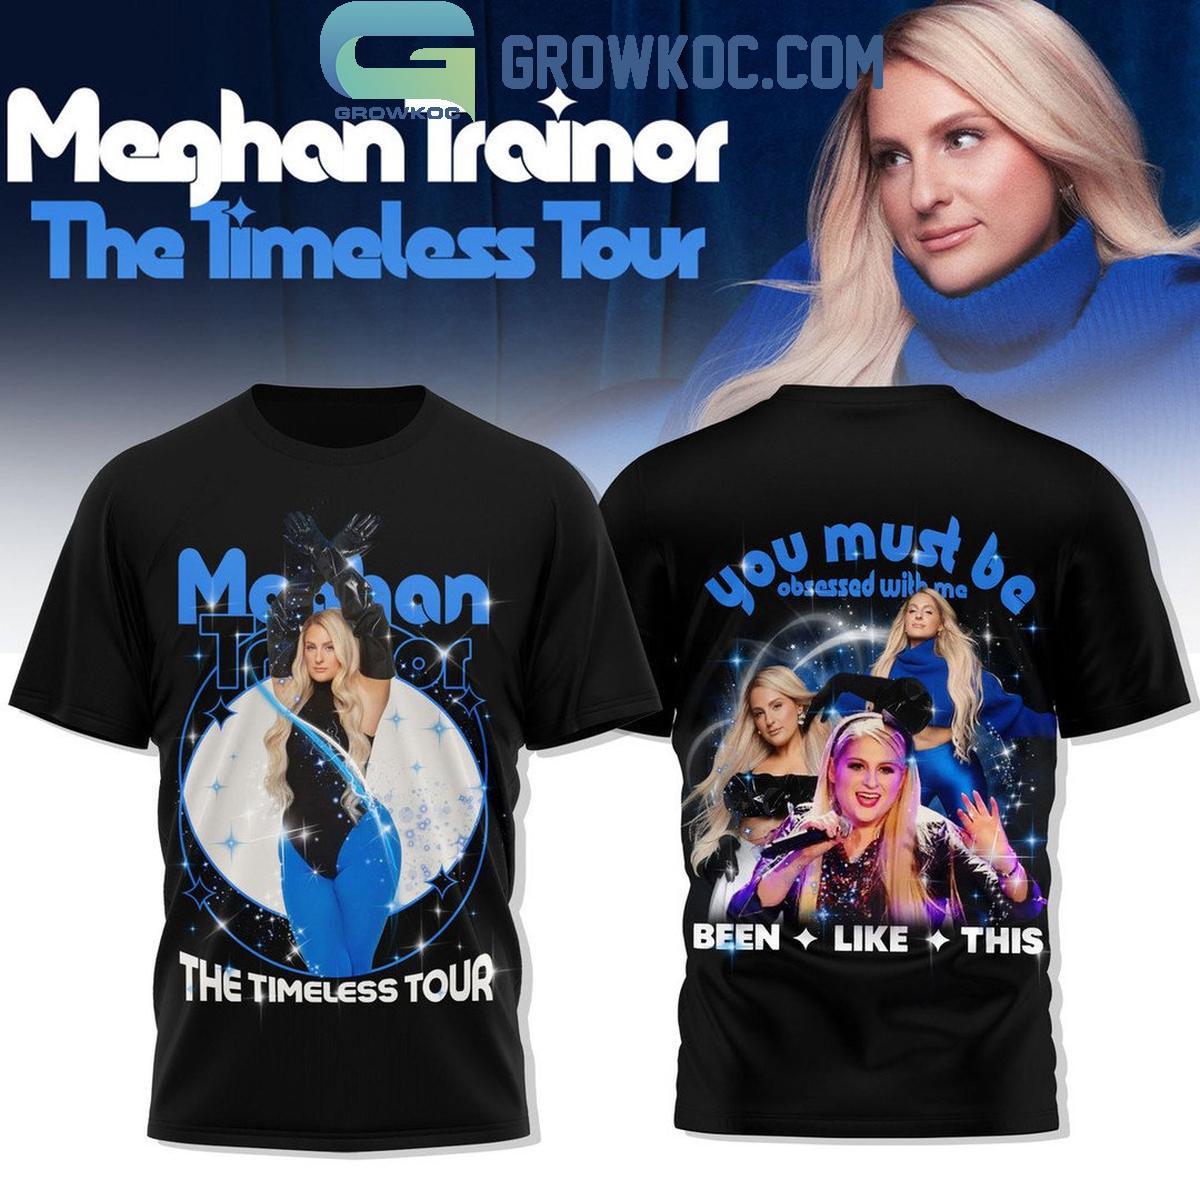 GROWKOC
GROWKOC.COM
Meghan Trainor
The Timeless Tour
Meghan
Trainor
THE TIMELESS TOUR
you must be
obsessed with me
BEEN LIKE THIS